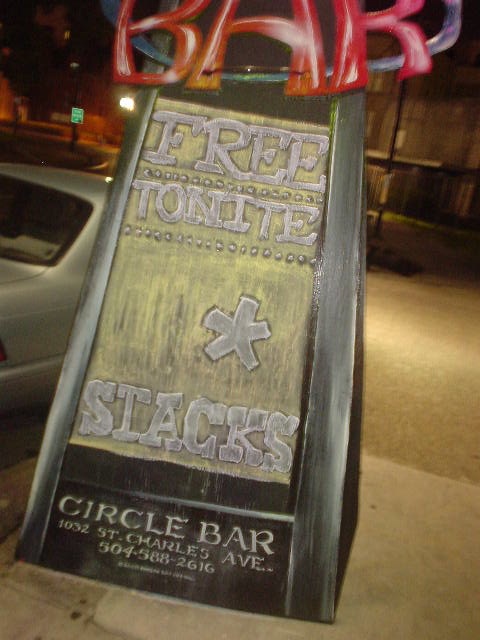 BAR
FREE
TONITE
*
STACKS
CIRCLE BAR
1032 ST. CHARLES AVE.
504-588-2616